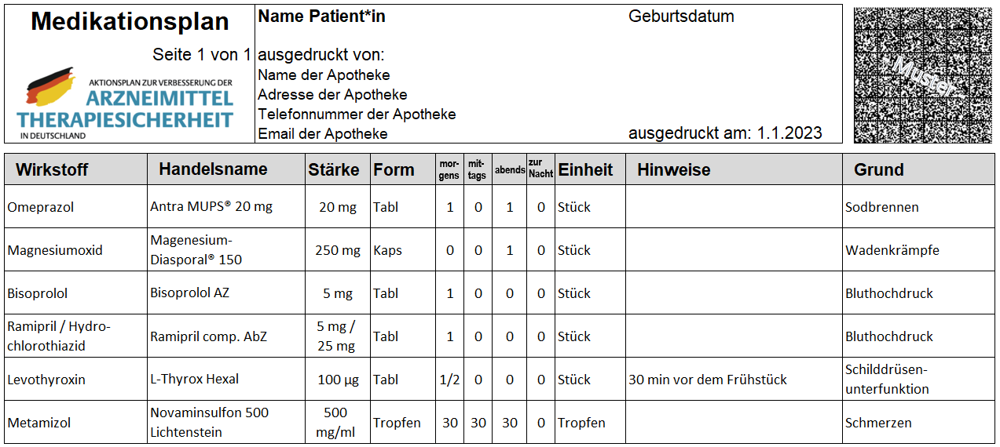 Medikationsplan
Seite 1 von 1
AKTIONSPLAN ZUR VERBESSERUNG DER
ARZNEIMITTEL
THERAPIESICHERHEIT
IN DEUTSCHLAND
Name Patient*in
Geburtsdatum
ausgedruckt von:
Name der Apotheke
Adresse der Apotheke
Telefonnummer der Apotheke
Email der Apotheke
ausgedruckt am: 1.1.2023
- Muster -
Wirkstoff Handelsname Stärke Form mor- mit- abends zur Einheit Hinweise Grund
gens tags Nacht
Omeprazol Antra MUPS® 20 mg 20 mg Tabl 1 0 1 0 Stück Sodbrennen
Magnesiumoxid Magenesium- 250 mg Kaps 0 0 1 0 Stück Wadenkrämpfe
Diasporal® 150
Bisoprolol Bisoprolol AZ 5 mg Tabl 1 0 0 0 Stück Bluthochdruck
Ramipril / Hydro- Ramipril comp. AbZ 5 mg / Tabl 1 0 0 0 Stück Bluthochdruck
chlorothiazid 25 mg
Levothyroxin L-Thyrox Hexal 100 µg Tabl 1/2 0 0 0 Stück 30 min vor dem Frühstück Schilddrüsen-
unterfunktion
Metamizol Novaminsulfon 500 500 Tropfen 30 30 30 0 Tropfen Schmerzen
Lichtenstein mg/ml